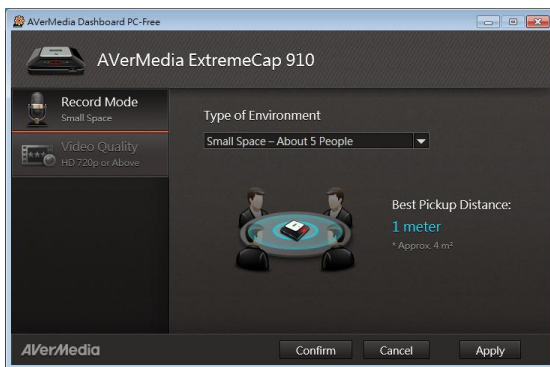 AVerMedia Dashboard PC-Free
AVerMedia ExtremeCap 910
Record Mode
Small Space
Type of Environment
Small Space – About 5 People
Video Quality
HD 720p or Above
Best Pickup Distance:
1 meter
* Approx. 4 m²
AVerMedia
Confirm
Cancel
Apply